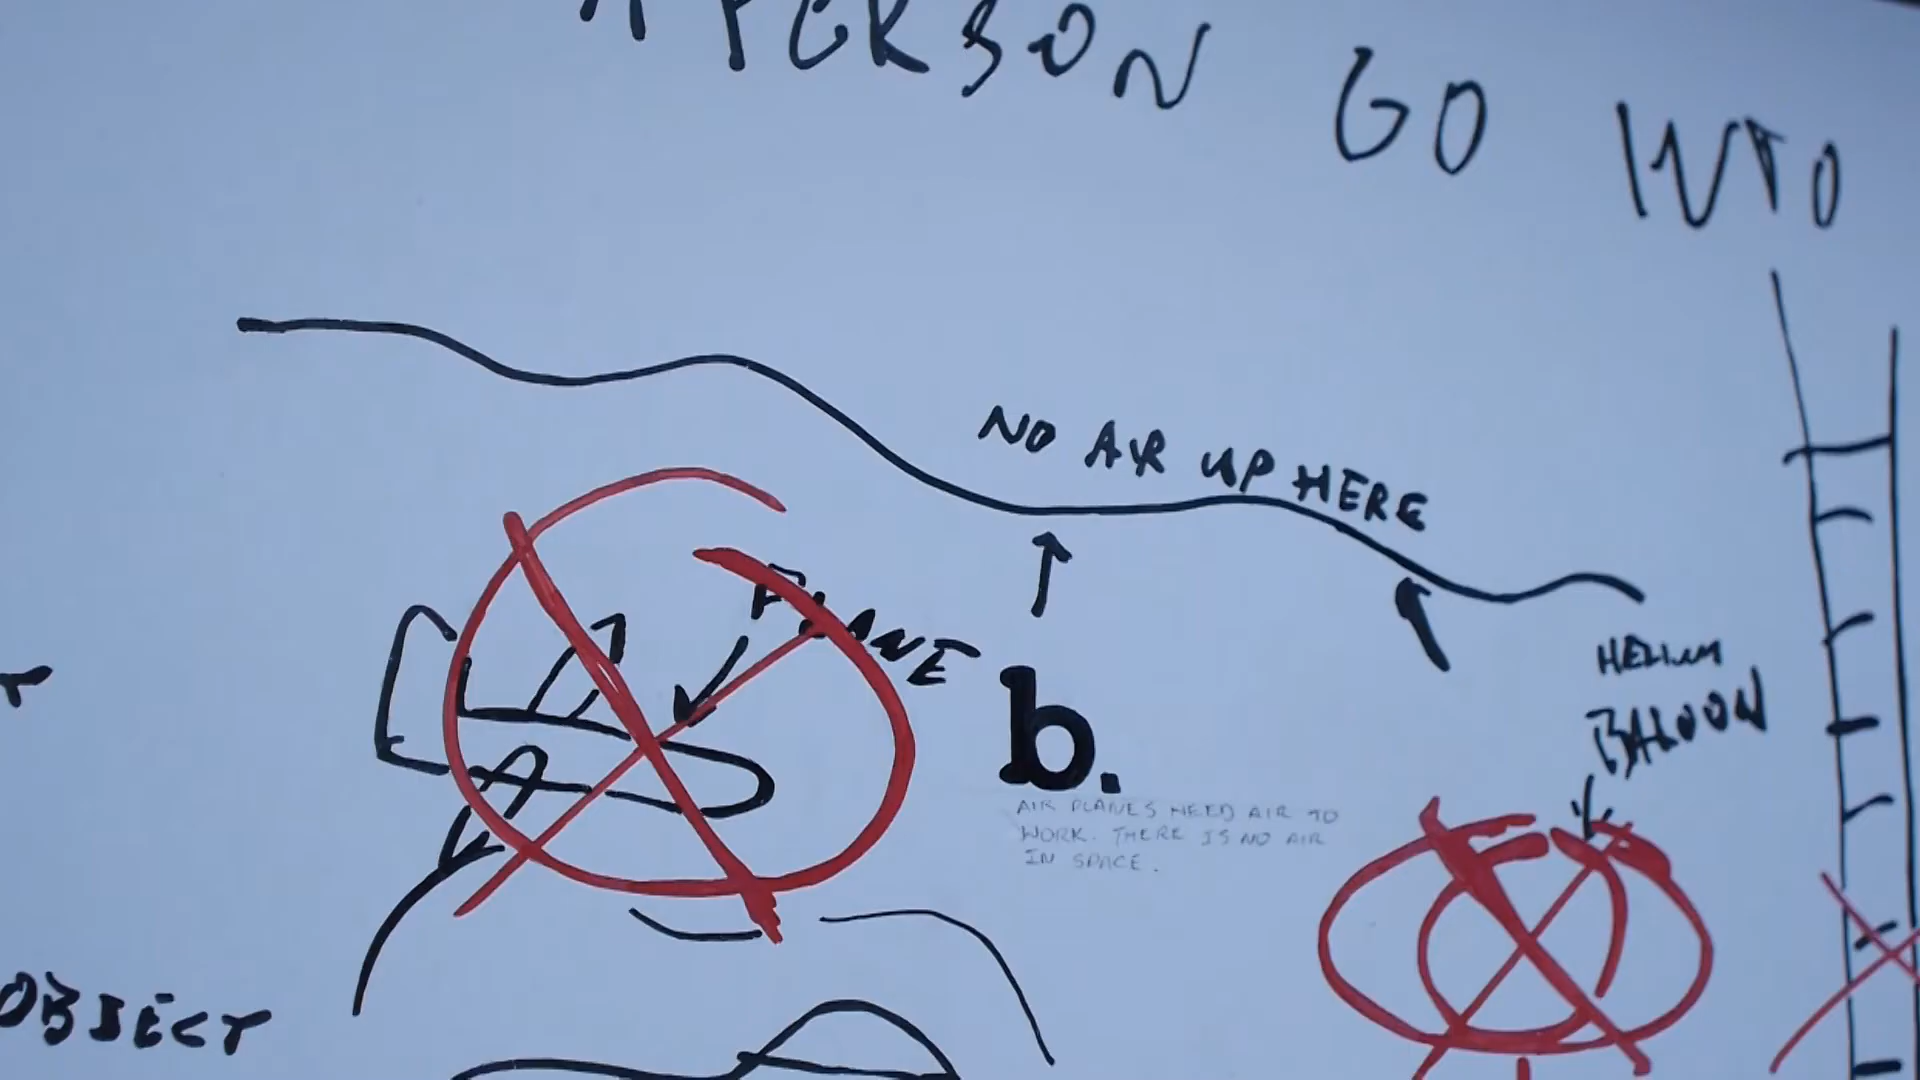 A PERSON GO INTO
NO AIR UP HERE
PLANE
HELIUM
BALOON
b.
AIR PLANES NEED AIR TO
WORK. THERE IS NO AIR
IN SPACE.
OBJECT